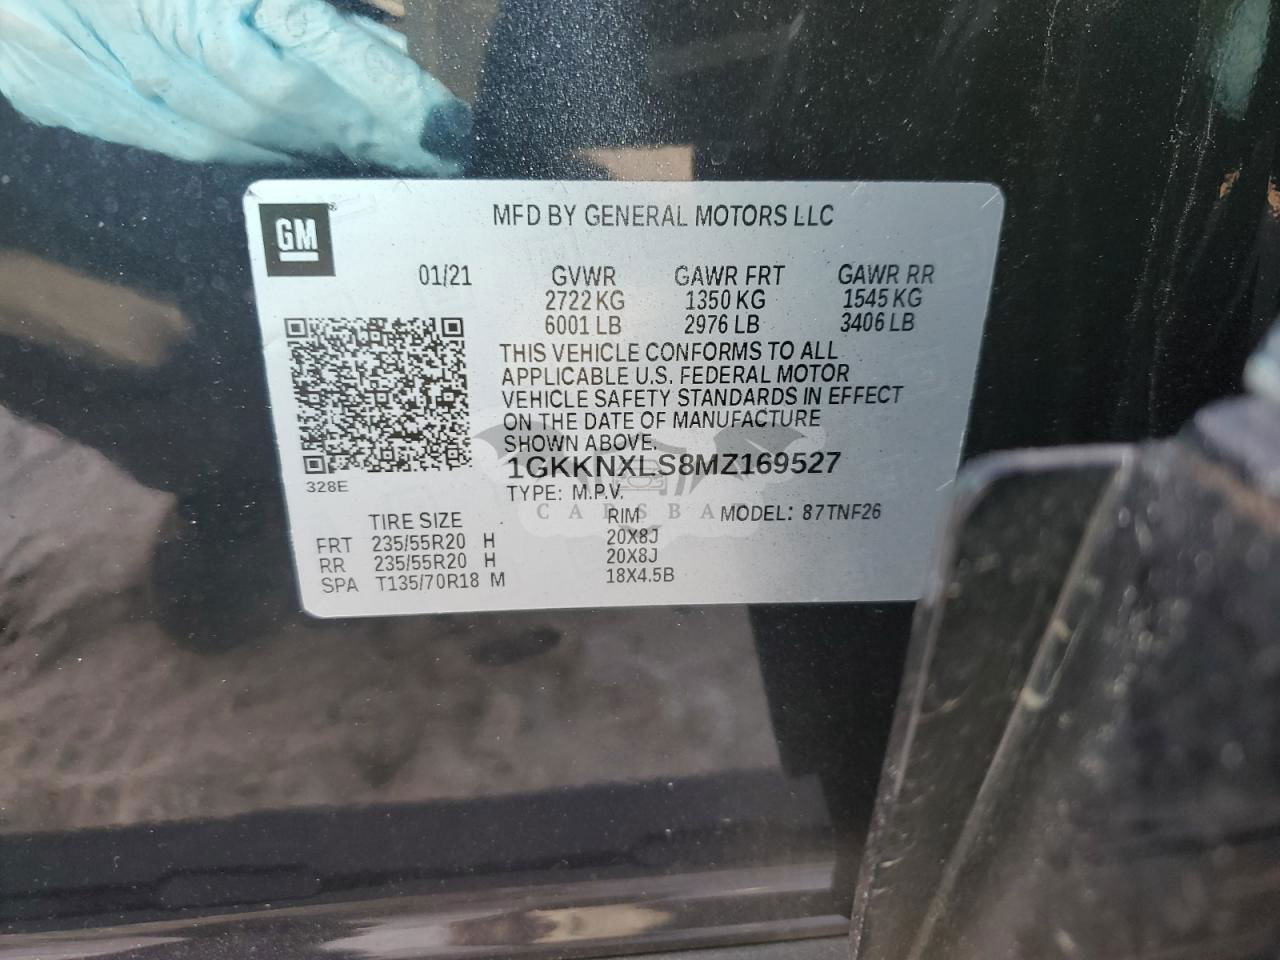 GM
MFD BY GENERAL MOTORS LLC
01/21 GVWR GAWR FRT GAWR RR
2722 KG 1350 KG 1545 KG
6001 LB 2976 LB 3406 LB
THIS VEHICLE CONFORMS TO ALL
APPLICABLE U.S. FEDERAL MOTOR
VEHICLE SAFETY STANDARDS IN EFFECT
ON THE DATE OF MANUFACTURE
SHOWN ABOVE.
1GKKNXLS8MZ169527
328E
TYPE: M.P.V.
TIRE SIZE RIM MODEL: 87TNF26
FRT 235/55R20 H 20X8J
RR 235/55R20 H 20X8J
SPA T135/70R18 M 18X4.5B